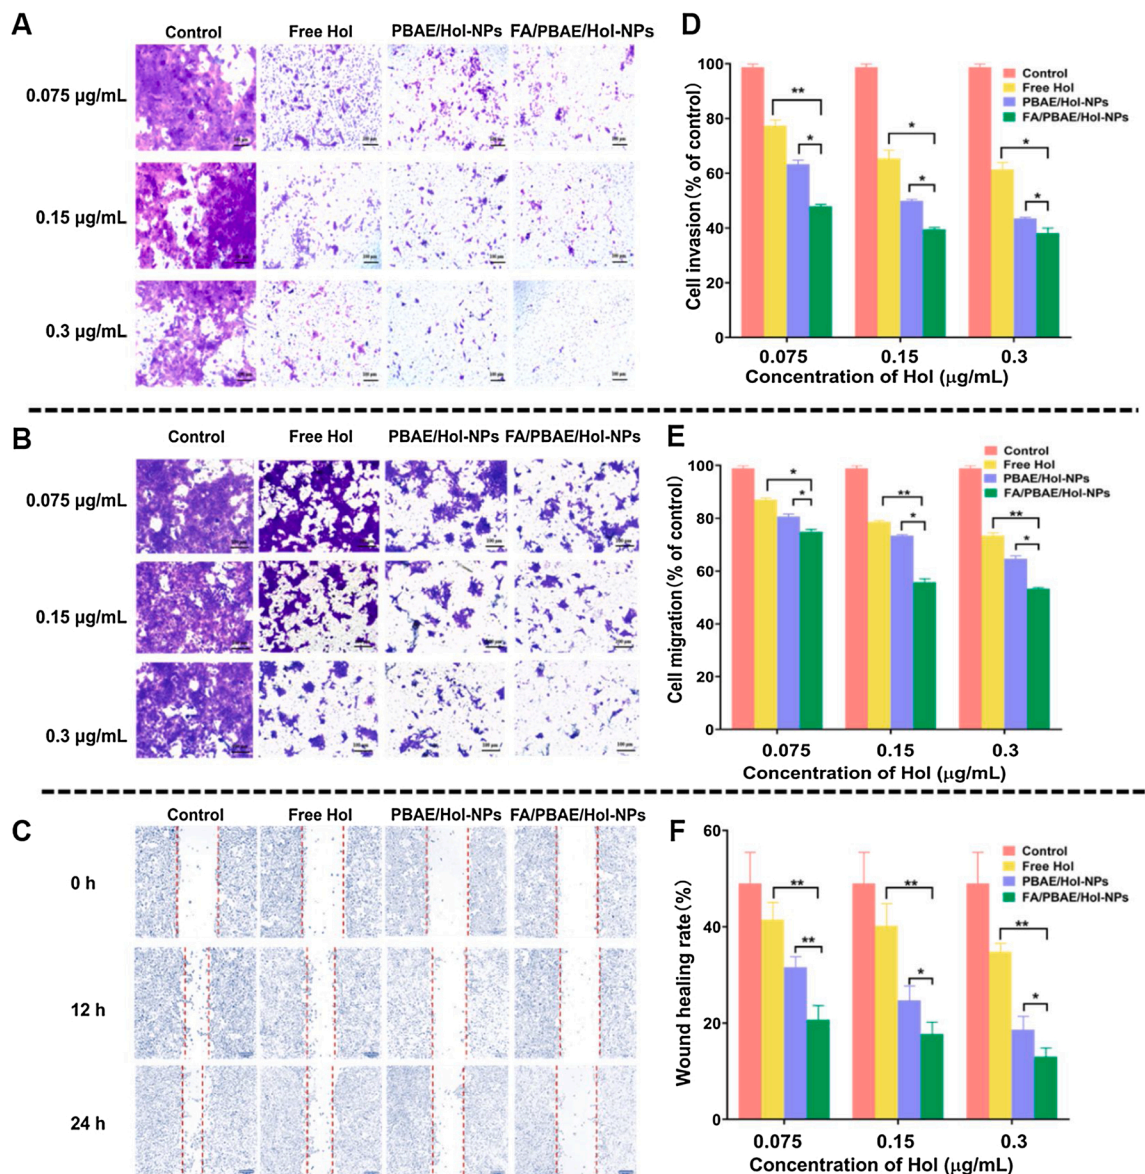 A
Control Free Hol PBAE/Hol-NPs FA/PBAE/Hol-NPs
0.075 μg/mL
0.15 μg/mL
0.3 μg/mL
D
Cell invasion(% of control)
100
80
60
40
20
0
Control
Free Hol
PBAE/Hol-NPs
FA/PBAE/Hol-NPs
** * * * * *
0.075 0.15 0.3
Concentration of Hol (μg/mL)
B
Control Free Hol PBAE/Hol-NPs FA/PBAE/Hol-NPs
0.075 μg/mL
0.15 μg/mL
0.3 μg/mL
E
Cell migration(% of control)
100
80
60
40
20
0
Control
Free Hol
PBAE/Hol-NPs
FA/PBAE/Hol-NPs
* * ** * ** *
0.075 0.15 0.3
Concentration of Hol (μg/mL)
C
Control Free Hol PBAE/Hol-NPs FA/PBAE/Hol-NPs
0 h
12 h
24 h
F
Wound healing rate(%)
60
40
20
0
Control
Free Hol
PBAE/Hol-NPs
FA/PBAE/Hol-NPs
** ** ** * ** *
0.075 0.15 0.3
Concentration of Hol (μg/mL)